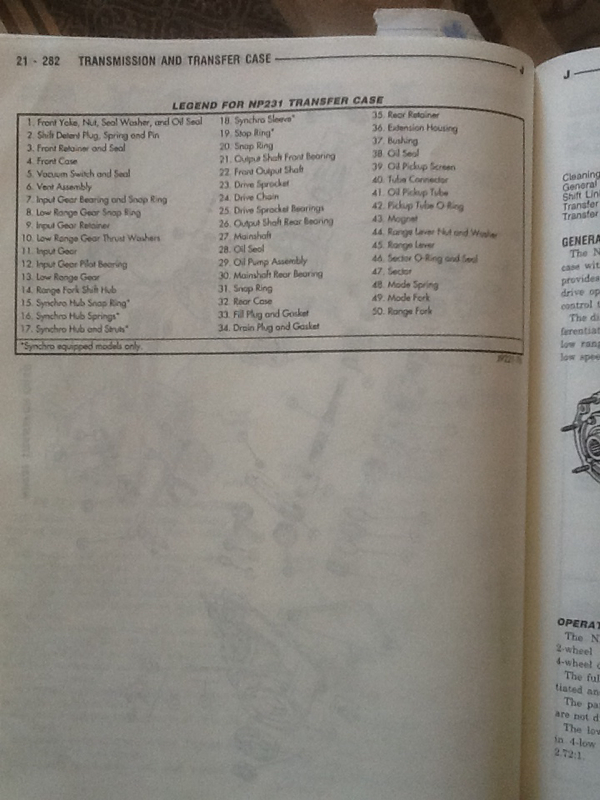 21 - 282 TRANSMISSION AND TRANSFER CASE
J
LEGEND FOR NP231 TRANSFER CASE
1. Front Yoke, Nut, Seal Washer, and Oil Seal
2. Shift Detent Plug, Spring and Pin
3. Front Retainer and Seal
4. Front Case
5. Vacuum Switch and Seal
6. Vent Assembly
7. Input Gear Bearing and Snap Ring
8. Low Range Gear Snap Ring
9. Input Gear Retainer
10. Low Range Gear Thrust Washers
11. Input Gear
12. Input Gear Pilot Bearing
13. Low Range Gear
14. Range Fork Shift Hub
15. Synchro Hub Snap Ring*
16. Synchro Hub Springs*
17. Synchro Hub and Struts*
18. Synchro Sleeve*
19. Stop Ring*
20. Snap Ring
21. Output Shaft Front Bearing
22. Front Output Shaft
23. Drive Sprocket
24. Drive Chain
25. Drive Sprocket Bearings
26. Output Shaft Rear Bearing
27. Mainshaft
28. Oil Seal
29. Oil Pump Assembly
30. Mainshaft Rear Bearing
31. Snap Ring
32. Rear Case
33. Fill Plug and Gasket
34. Drain Plug and Gasket
35. Rear Retainer
36. Extension Housing
37. Bushing
38. Oil Seal
39. Oil Pickup Screen
40. Tube Connector
41. Oil Pickup Tube
42. Pickup Tube O-Ring
43. Magnet
44. Range Lever Nut and Washer
45. Range Lever
46. Sector O-Ring and Seal
47. Sector
48. Mode Spring
49. Mode Fork
50. Range Fork
*Synchro equipped models only.
J
Cleaning
General
Shift Lin
Transfer
Transfer
GENERA
The N
case wit
provides
drive op
control t
The di
ferentia
low rang
low spee
OPERAT
The N
2-wheel
4-wheel
The ful
tiated an
The pa
are not d
The lov
in 4-low
2.72:1.